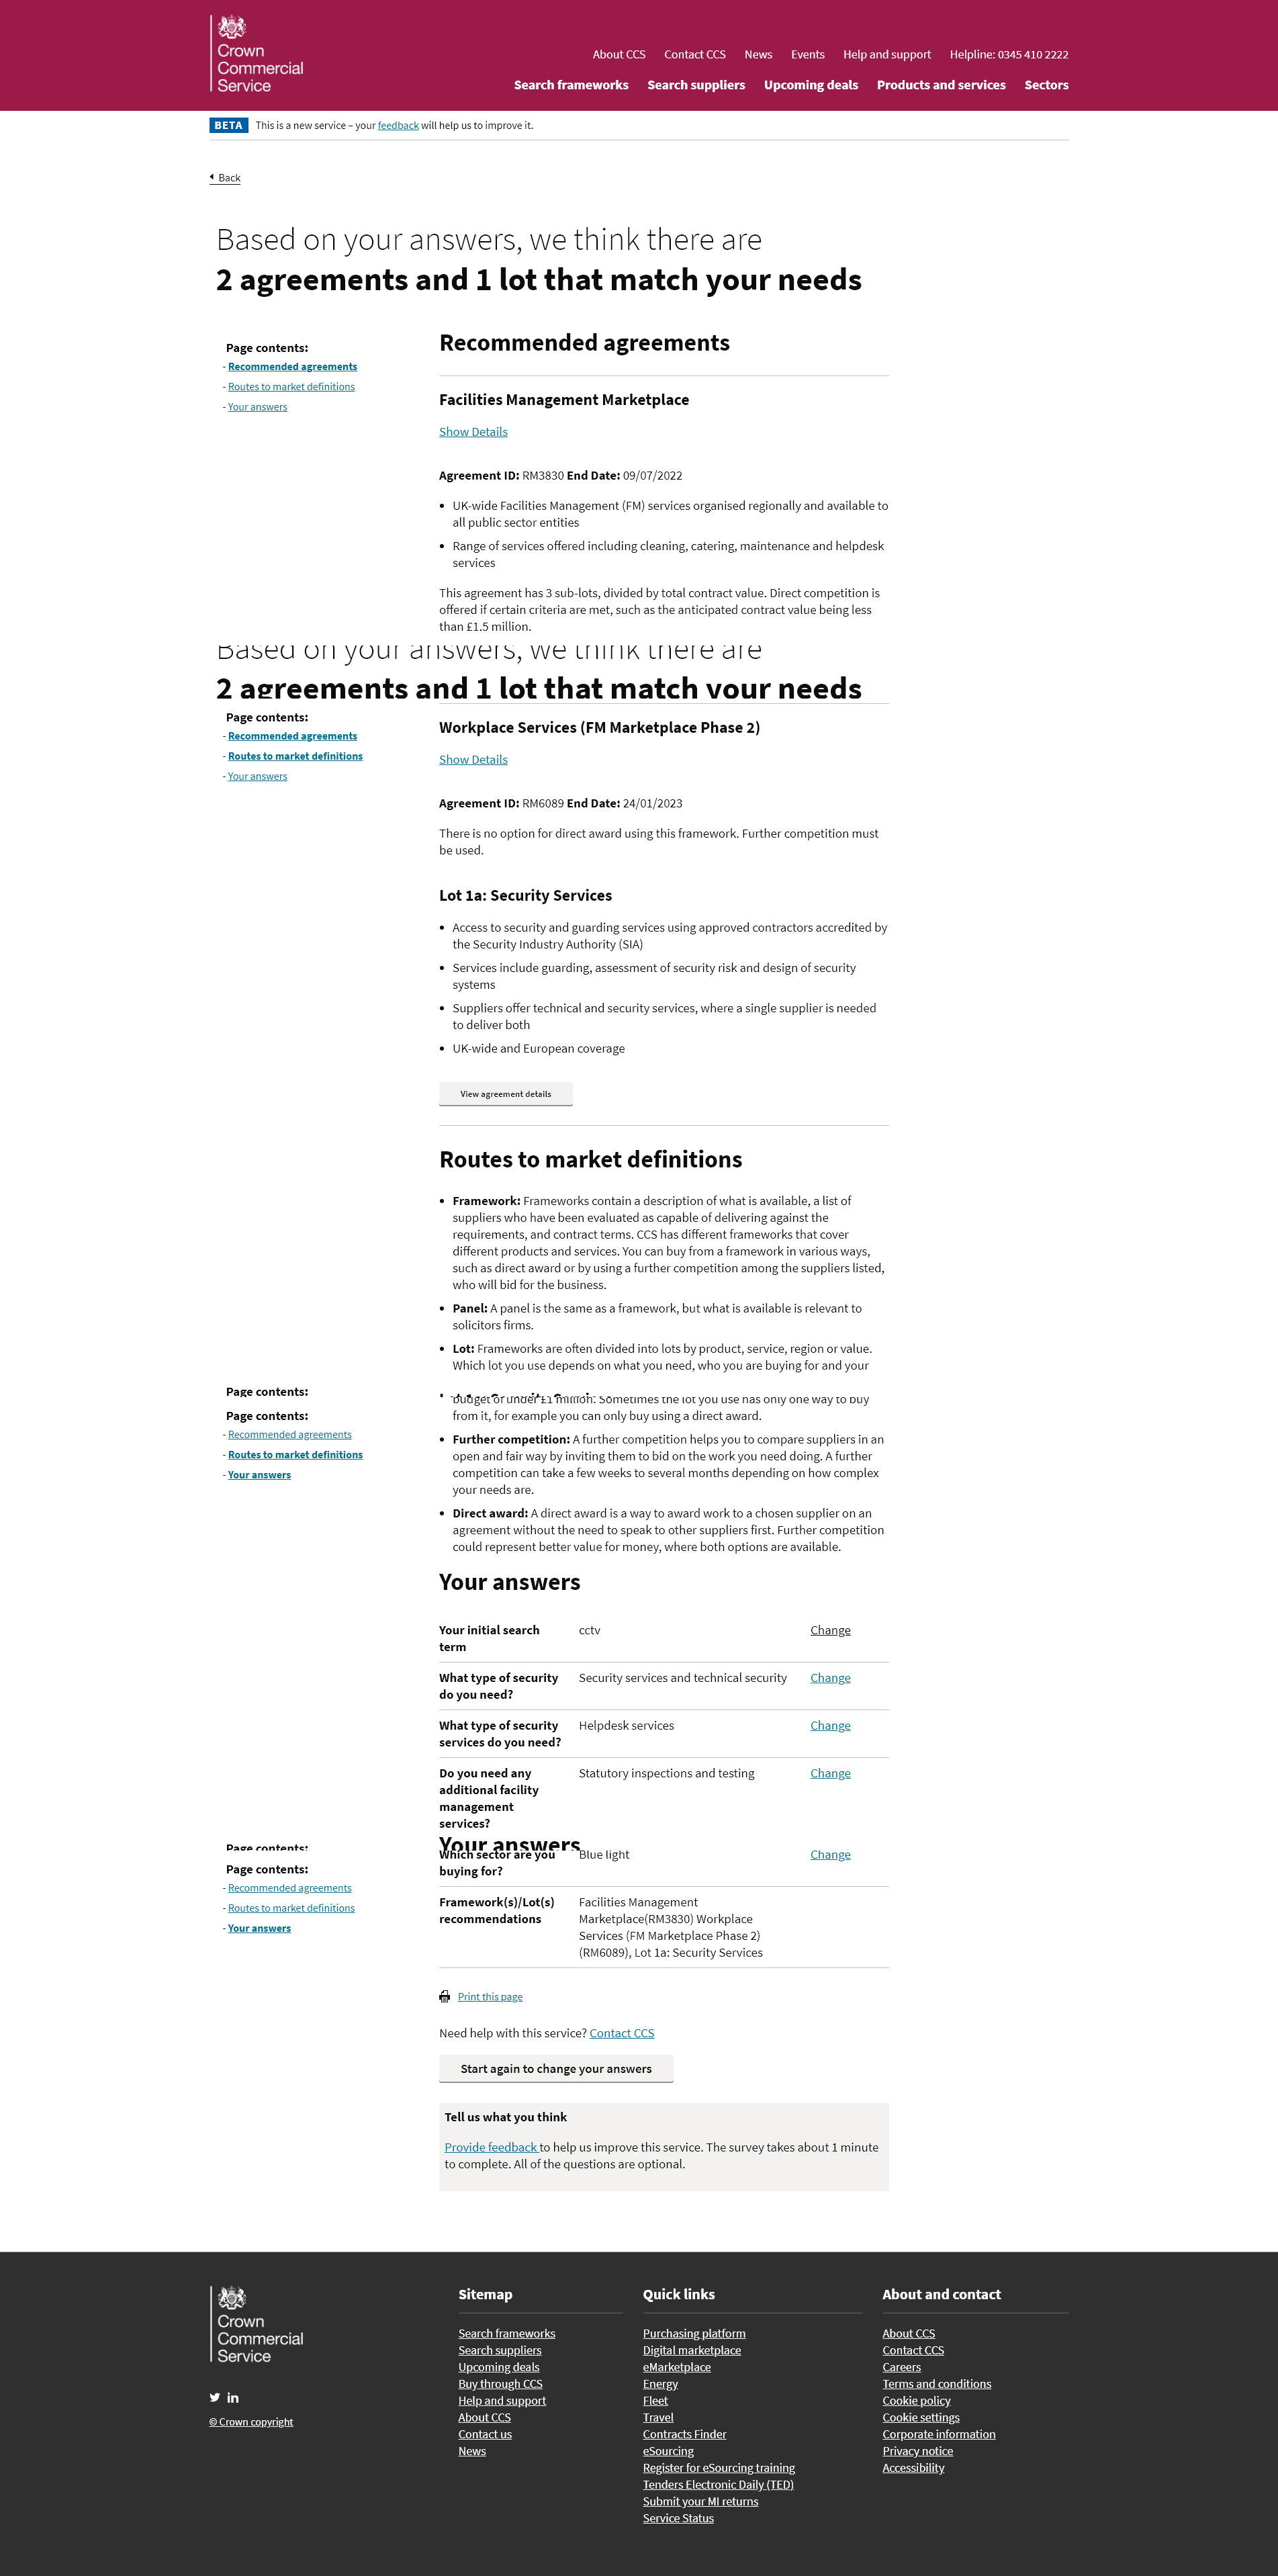 Crown
Commercial
Service
About CCS Contact CCS News Events Help and support Helpline: 0345 410 2222
Search frameworks Search suppliers Upcoming deals Products and services Sectors
BETA This is a new service – your feedback will help us to improve it.
Back
Based on your answers, we think there are
2 agreements and 1 lot that match your needs
Page contents:
- Recommended agreements
- Routes to market definitions
- Your answers
Recommended agreements
Facilities Management Marketplace
Show Details
Agreement ID: RM3830 End Date: 09/07/2022
• UK-wide Facilities Management (FM) services organised regionally and available to
all public sector entities
• Range of services offered including cleaning, catering, maintenance and helpdesk
services
This agreement has 3 sub-lots, divided by total contract value. Direct competition is
offered if certain criteria are met, such as the anticipated contract value being less
than £1.5 million.
Based on your answers, we think there are
2 agreements and 1 lot that match your needs
Page contents:
- Recommended agreements
- Routes to market definitions
- Your answers
Workplace Services (FM Marketplace Phase 2)
Show Details
Agreement ID: RM6089 End Date: 24/01/2023
There is no option for direct award using this framework. Further competition must
be used.
Lot 1a: Security Services
• Access to security and guarding services using approved contractors accredited by
the Security Industry Authority (SIA)
• Services include guarding, assessment of security risk and design of security
systems
• Suppliers offer technical and security services, where a single supplier is needed
to deliver both
• UK-wide and European coverage
View agreement details
Routes to market definitions
• Framework: Frameworks contain a description of what is available, a list of
suppliers who have been evaluated as capable of delivering against the
requirements, and contract terms. CCS has different frameworks that cover
different products and services. You can buy from a framework in various ways,
such as direct award or by using a further competition among the suppliers listed,
who will bid for the business.
• Panel: A panel is the same as a framework, but what is available is relevant to
solicitors firms.
• Lot: Frameworks are often divided into lots by product, service, region or value.
Which lot you use depends on what you need, who you are buying for and your
Page contents:
budget of under £1 million. Sometimes the lot you use has only one way to buy
from it, for example you can only buy using a direct award.
Page contents:
- Recommended agreements
- Routes to market definitions
- Your answers
• Further competition: A further competition helps you to compare suppliers in an
open and fair way by inviting them to bid on the work you need doing. A further
competition can take a few weeks to several months depending on how complex
your needs are.
• Direct award: A direct award is a way to award work to a chosen supplier on an
agreement without the need to speak to other suppliers first. Further competition
could represent better value for money, where both options are available.
Your answers
Your initial search cctv Change
term
What type of security Security services and technical security Change
do you need?
What type of security Helpdesk services Change
services do you need?
Do you need any Statutory inspections and testing Change
additional facility
management
services?
Page contents:
Your answers
Which sector are you Blue light Change
buying for?
Page contents:
- Recommended agreements
- Routes to market definitions
- Your answers
Framework(s)/Lot(s) Facilities Management
recommendations Marketplace(RM3830) Workplace
Services (FM Marketplace Phase 2)
(RM6089), Lot 1a: Security Services
Print this page
Need help with this service? Contact CCS
Start again to change your answers
Tell us what you think
Provide feedback to help us improve this service. The survey takes about 1 minute
to complete. All of the questions are optional.
Crown
Commercial
Service
© Crown copyright
Sitemap
Search frameworks
Search suppliers
Upcoming deals
Buy through CCS
Help and support
About CCS
Contact us
News
Quick links
Purchasing platform
Digital marketplace
eMarketplace
Energy
Fleet
Travel
Contracts Finder
eSourcing
Register for eSourcing training
Tenders Electronic Daily (TED)
Submit your MI returns
Service Status
About and contact
About CCS
Contact CCS
Careers
Terms and conditions
Cookie policy
Cookie settings
Corporate information
Privacy notice
Accessibility